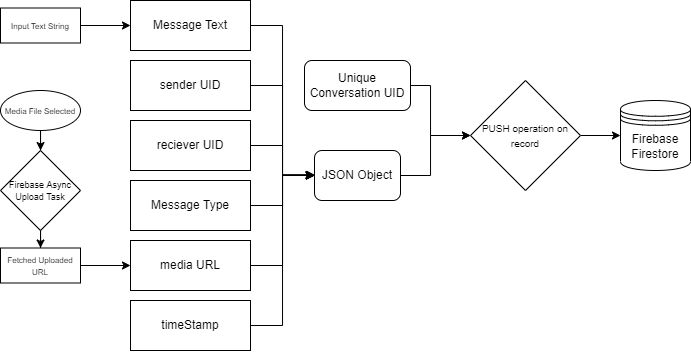 Input Text String
Message Text
sender UID
reciever UID
Message Type
media URL
timeStamp
Media File Selected
Firebase Async
Upload Task
Fetched Uploaded
URL
Unique
Conversation UID
JSON Object
PUSH operation on
record
Firebase
Firestore